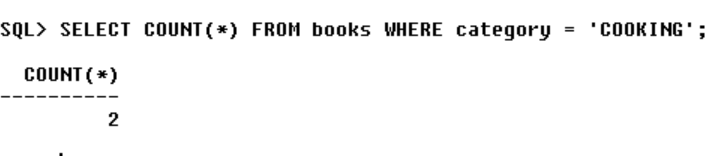 SQL> SELECT COUNT(*) FROM books WHERE category = 'COOKING';
COUNT(*)
----------
2